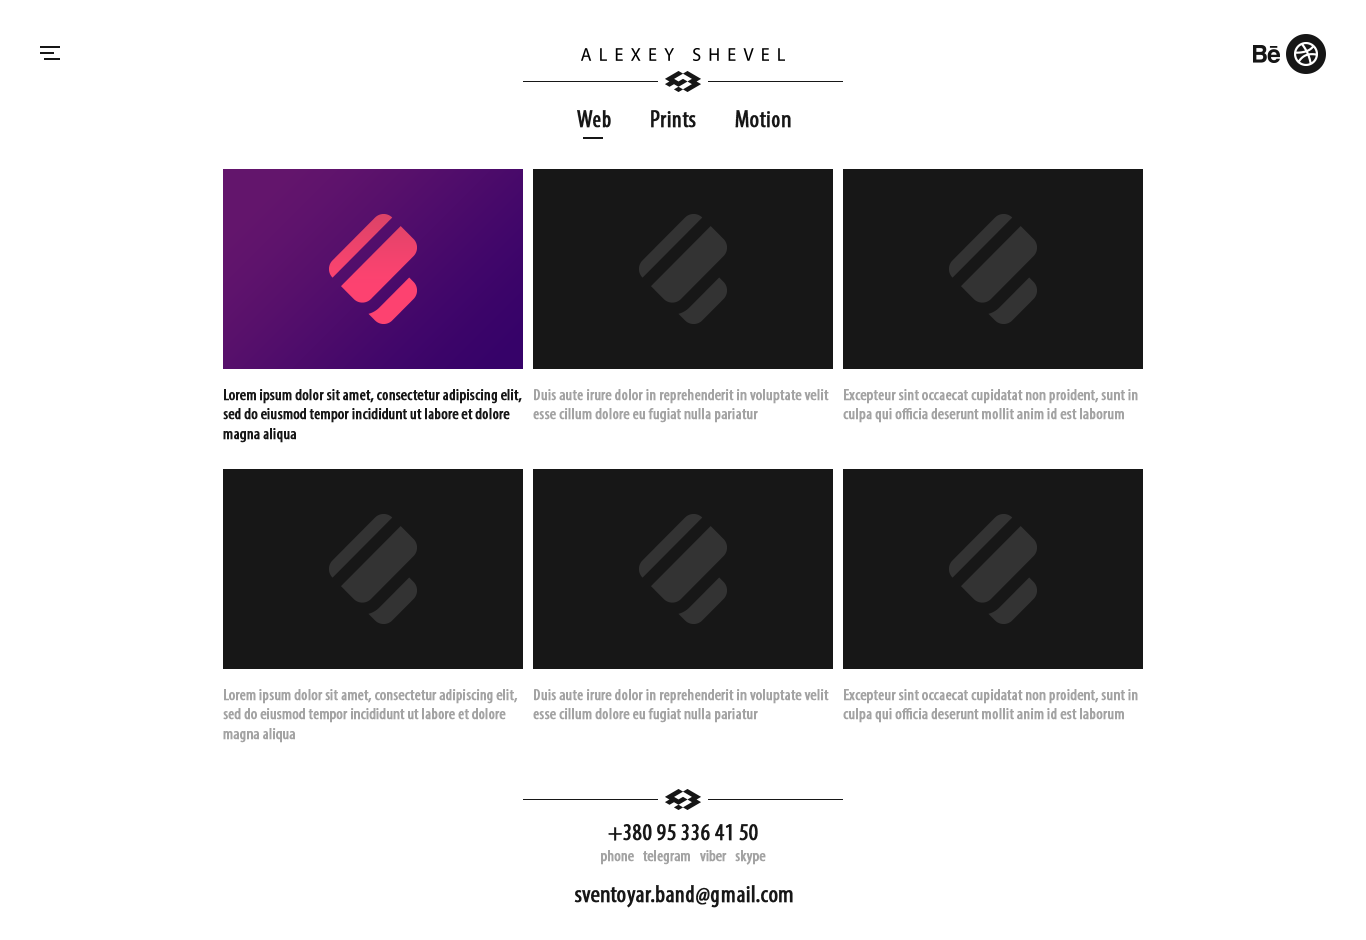 ALEXEY SHEVEL
Bē
Web Prints Motion
Lorem ipsum dolor sit amet, consectetur adipiscing elit,
sed do eiusmod tempor incididunt ut labore et dolore
magna aliqua
Duis aute irure dolor in reprehenderit in voluptate velit
esse cillum dolore eu fugiat nulla pariatur
Excepteur sint occaecat cupidatat non proident, sunt in
culpa qui officia deserunt mollit anim id est laborum
Lorem ipsum dolor sit amet, consectetur adipiscing elit,
sed do eiusmod tempor incididunt ut labore et dolore
magna aliqua
Duis aute irure dolor in reprehenderit in voluptate velit
esse cillum dolore eu fugiat nulla pariatur
Excepteur sint occaecat cupidatat non proident, sunt in
culpa qui officia deserunt mollit anim id est laborum
+380 95 336 41 50
phone telegram viber skype
sventoyar.band@gmail.com